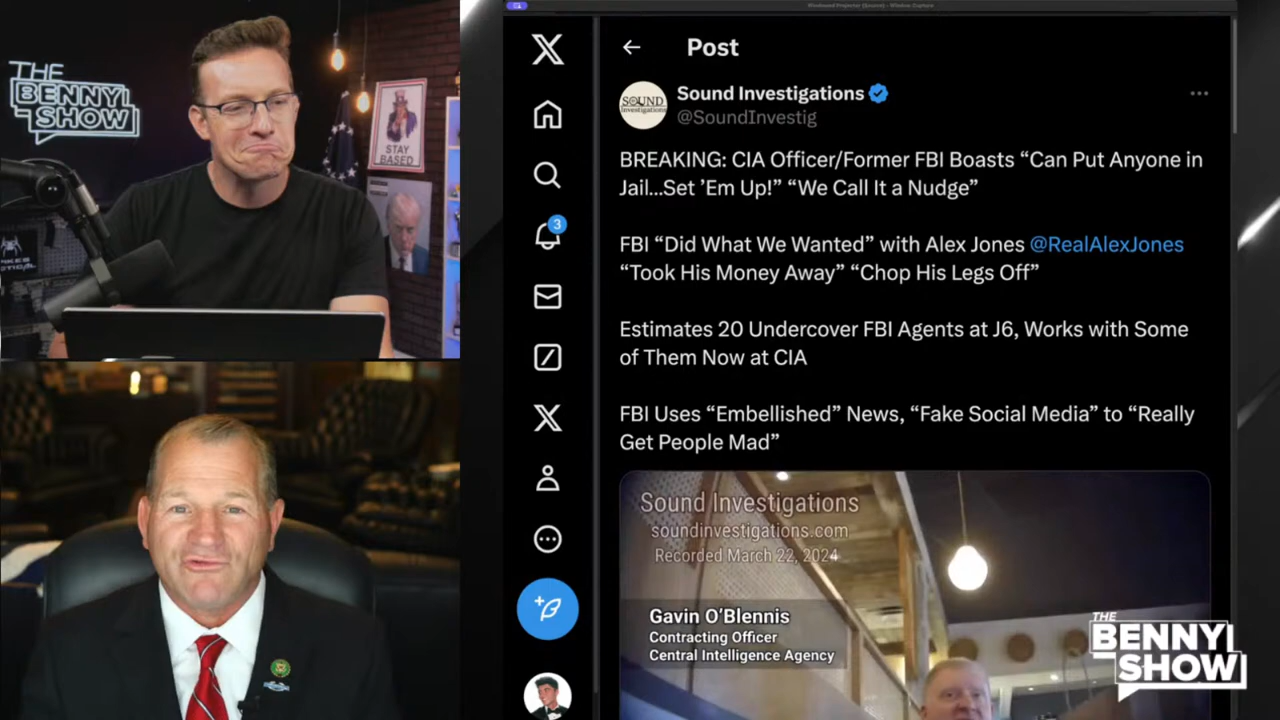 THE
BENNY
SHOW
STAY
BASED
Post
Sound Investigations
@SoundInvestig
SOUND
Investigations
BREAKING: CIA Officer/Former FBI Boasts “Can Put Anyone in
Jail...Set ’Em Up!” “We Call It a Nudge”
FBI “Did What We Wanted” with Alex Jones @RealAlexJones
“Took His Money Away” “Chop His Legs Off”
Estimates 20 Undercover FBI Agents at J6, Works with Some
of Them Now at CIA
FBI Uses “Embellished” News, “Fake Social Media” to “Really
Get People Mad”
3
Sound Investigations
soundinvestigations.com
Recorded March 22, 2024
Gavin O’Blennis
Contracting Officer
Central Intelligence Agency
THE
BENNY
SHOW